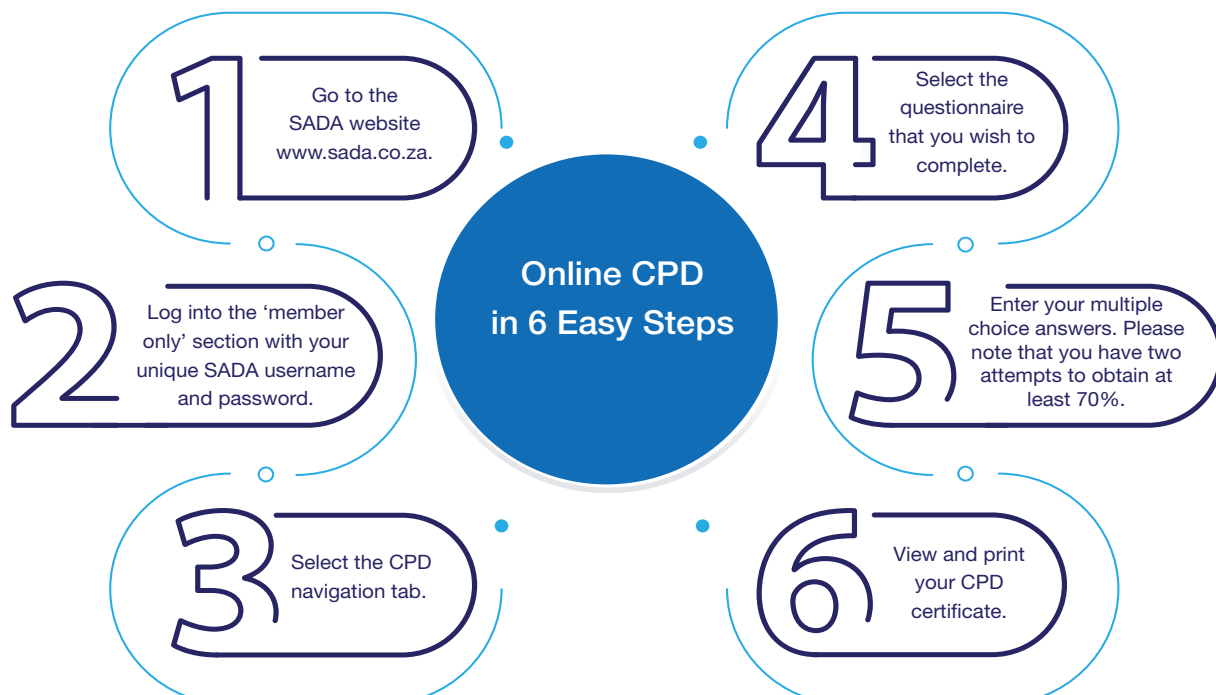 Online CPD
in 6 Easy Steps
1
Go to the
SADA website
www.sada.co.za.
2
Log into the ‘member
only’ section with your
unique SADA username
and password.
3
Select the CPD
navigation tab.
4
Select the
questionnaire
that you wish to
complete.
5
Enter your multiple
choice answers. Please
note that you have two
attempts to obtain at
least 70%.
6
View and print
your CPD
certificate.